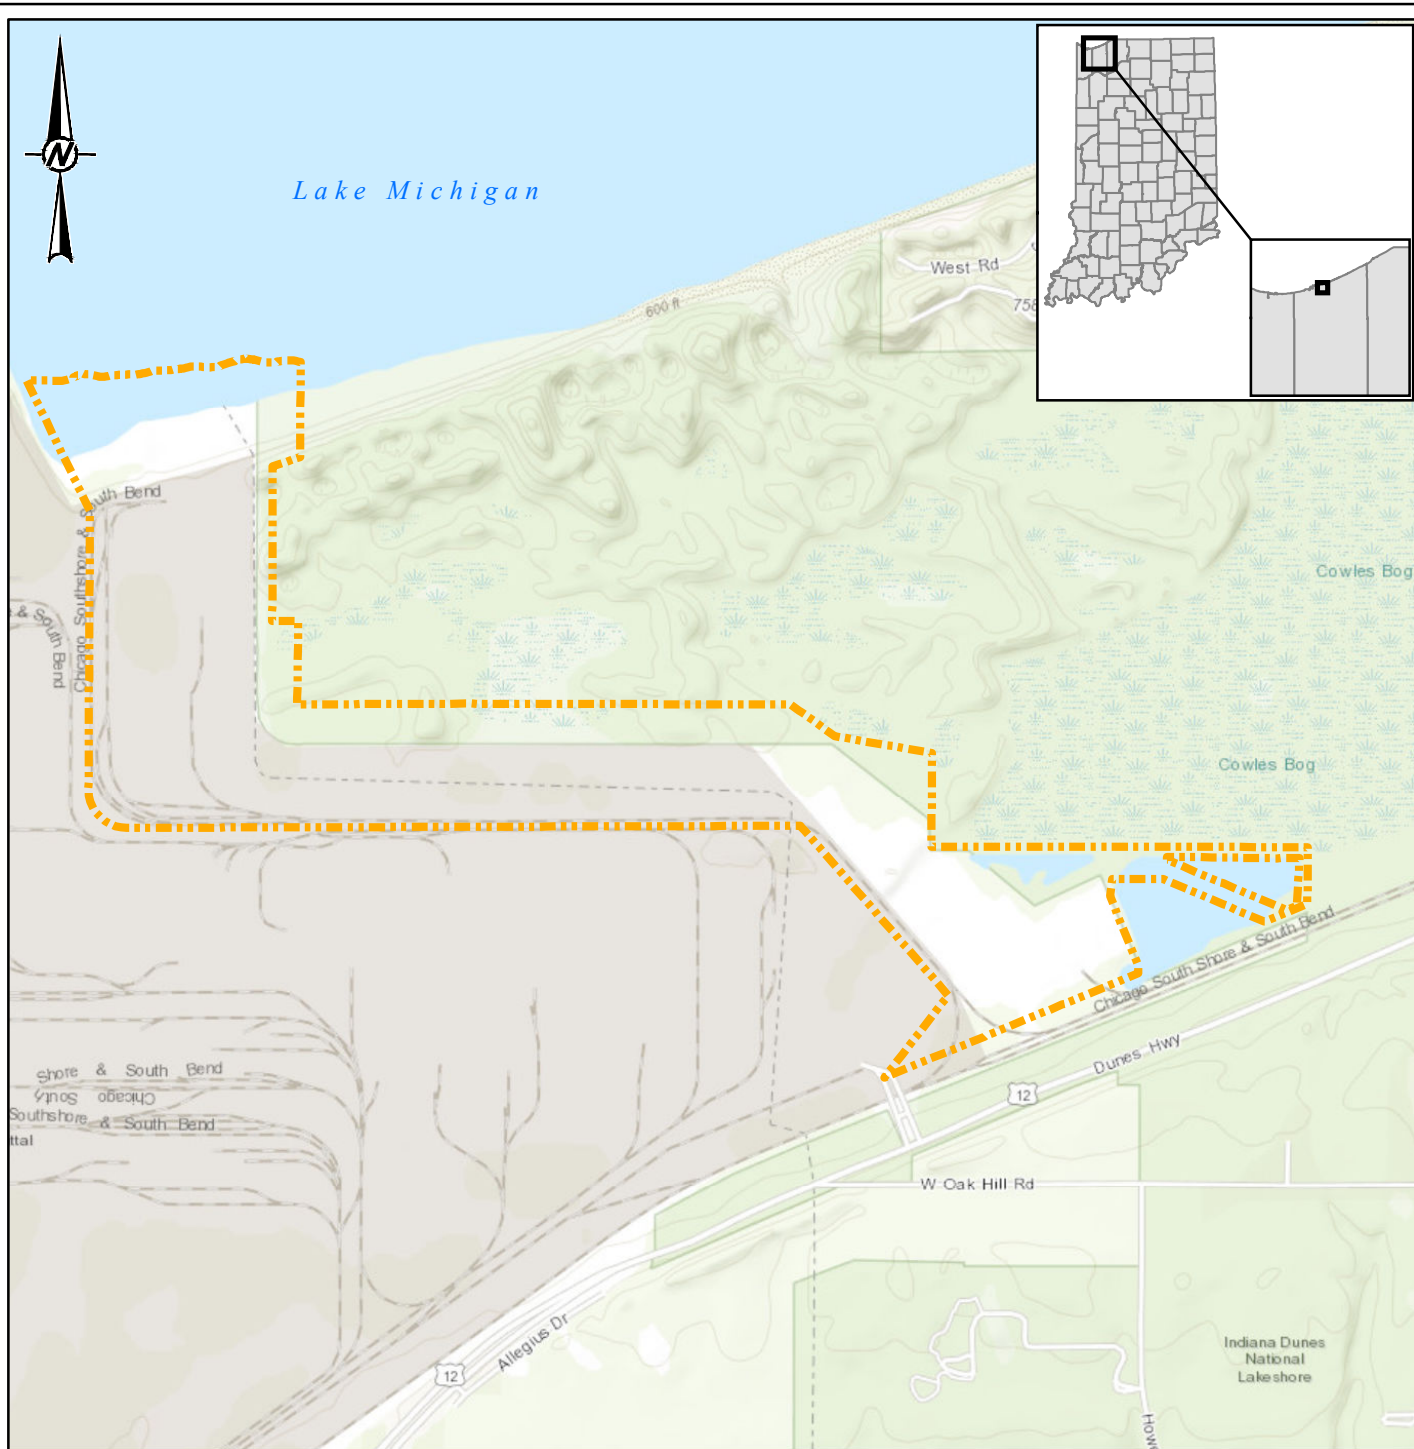 N
Lake Michigan
West Rd
758
600 ft
South Bend
Chicago Southshore & South Bend
& South Bend
Cowles Bog
Cowles Bog
Chicago South Shore & South Bend
Dunes Hwy
12
Shore & South Bend
Chicago South
Southshore & South Bend
ttal
W Oak Hill Rd
Allegius Dr
12
Indiana Dunes
National
Lakeshore
Howe